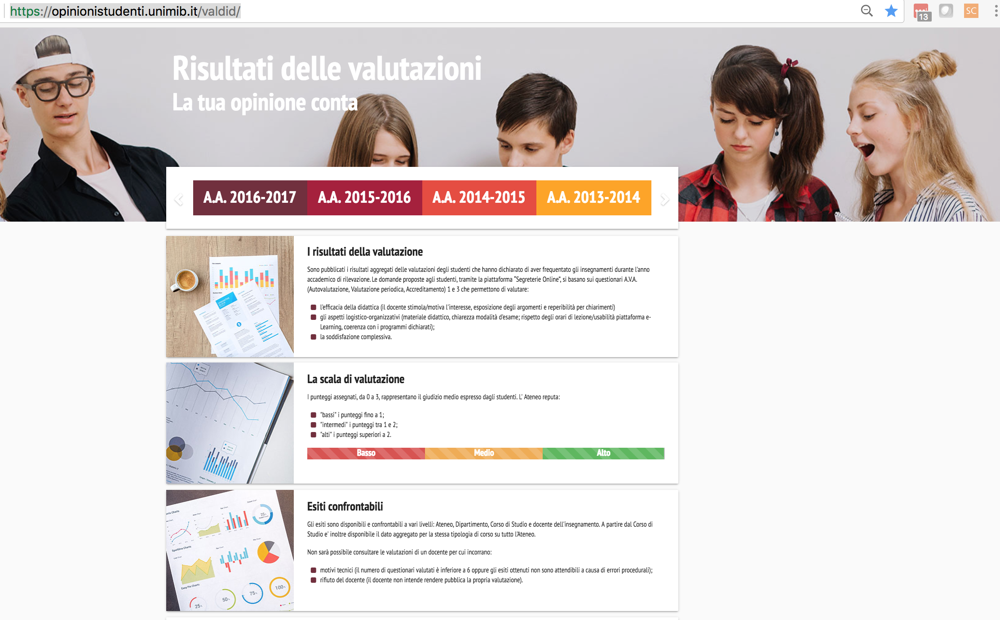 https://opinionistudenti.unimib.it/valdid/
13
SC
Risultati delle valutazioni
La tua opinione conta
A.A. 2016-2017
A.A. 2015-2016
A.A. 2014-2015
A.A. 2013-2014
I risultati della valutazione
Sono pubblicati i risultati aggregati delle valutazioni degli studenti che hanno dichiarato di aver frequentato gli insegnamenti durante l'anno
accademico di rilevazione. Le domande proposte agli studenti, tramite la piattaforma “Segreterie Online”, si basano sui questionari A.V.A.
(Autovalutazione, Valutazione periodica, Accreditamento) 1 e 3 che permettono di valutare:
l'efficacia della didattica (il docente stimola/motiva l'interesse, esposizione degli argomenti e reperibilità per chiarimenti)
gli aspetti logistico-organizzativi (materiale didattico, chiarezza modalità d'esame; rispetto degli orari di lezione/usabilità piattaforma e-
Learning, coerenza con i programmi dichiarati);
la soddisfazione complessiva.
La scala di valutazione
I punteggi assegnati, da 0 a 3, rappresentano il giudizio medio espresso dagli studenti. L' Ateneo reputa:
"bassi" i punteggi fino a 1;
"intermedi" i punteggi tra 1 e 2;
"alti" i punteggi superiori a 2.
Basso
Medio
Alto
Esiti confrontabili
Gli esiti sono disponibili e confrontabili a vari livelli: Ateneo, Dipartimento, Corso di Studio e docente dell'insegnamento. A partire dal Corso di
Studio e' inoltre disponibile il dato aggregato per la stessa tipologia di corso su tutto l'Ateneo.
Non sarà possibile consultare le valutazioni di un docente per cui incorrano:
motivi tecnici (il numero di questionari valutati è inferiore a 6 oppure gli esiti ottenuti non sono attendibili a causa di errori procedurali);
rifiuto del docente (il docente non intende rendere pubblica la propria valutazione).
Sparkline Charts
Easy Pie Charts
25%
25%
50%
75%
100%